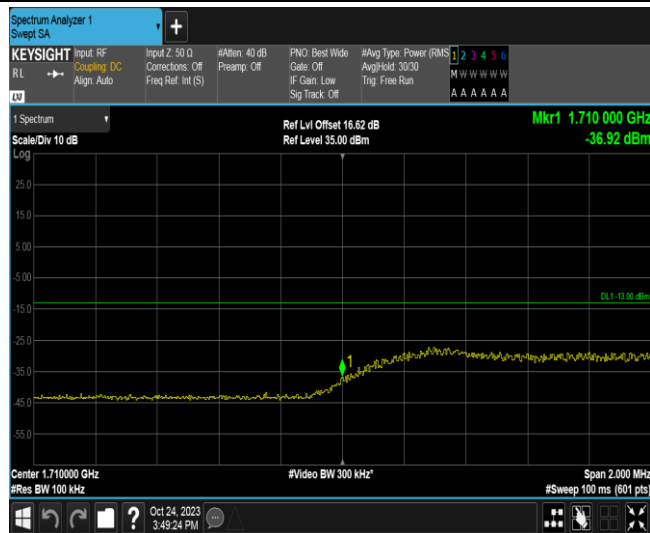 Spectrum Analyzer 1
Swept SA
+
KEYSIGHT
RL
LXI
Input: RF
Coupling: DC
Align: Auto
Input Z: 50 Ω
Corrections: Off
Freq Ref: Int (S)
#Atten: 40 dB
Preamp: Off
PNO: Best Wide
Gate: Off
IF Gain: Low
Sig Track: Off
#Avg Type: Power (RMS
Avg|Hold: 30/30
Trig: Free Run
1 2 3 4 5 6
M W W W W W
A A A A A A
1 Spectrum
Scale/Div 10 dB
Log
Ref Lvl Offset 16.62 dB
Ref Level 35.00 dBm
Mkr1 1.710 000 GHz
-36.92 dBm
25.0
15.0
5.00
-5.00
DL1 -13.00 dBm
-15.0
-25.0
1
-35.0
-45.0
-55.0
Center 1.710000 GHz
#Video BW 300 kHz*
Span 2.000 MHz
#Res BW 100 kHz
#Sweep 100 ms (601 pts)
?
Oct 24, 2023
3:49:24 PM